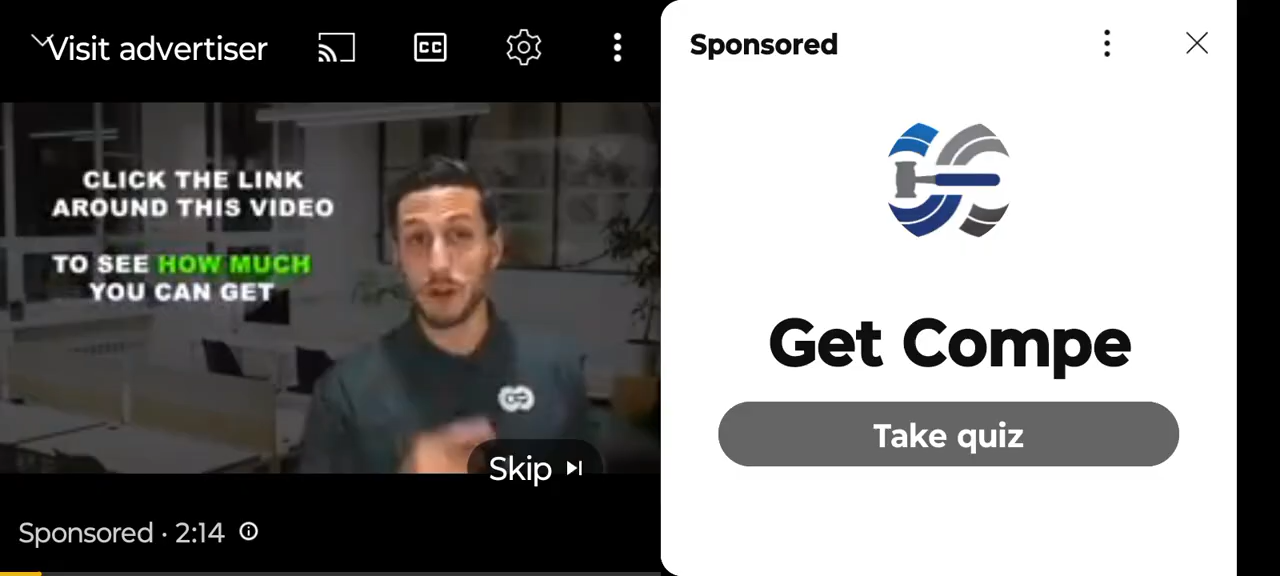 Visit advertiser
CC
CLICK THE LINK
AROUND THIS VIDEO
TO SEE HOW MUCH
YOU CAN GET
Skip
Sponsored · 2:14
Sponsored
Get Compe
Take quiz